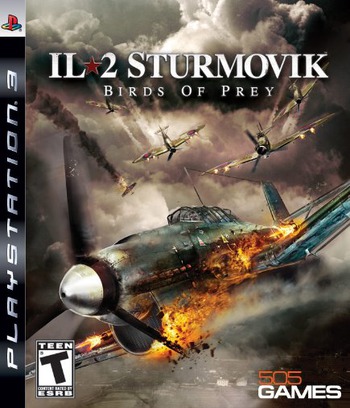 PLAYSTATION 3
IL★2 STURMOVIK
BIRDS OF PREY
TEEN
T
CONTENT RATED BY
ESRB
505
GAMES